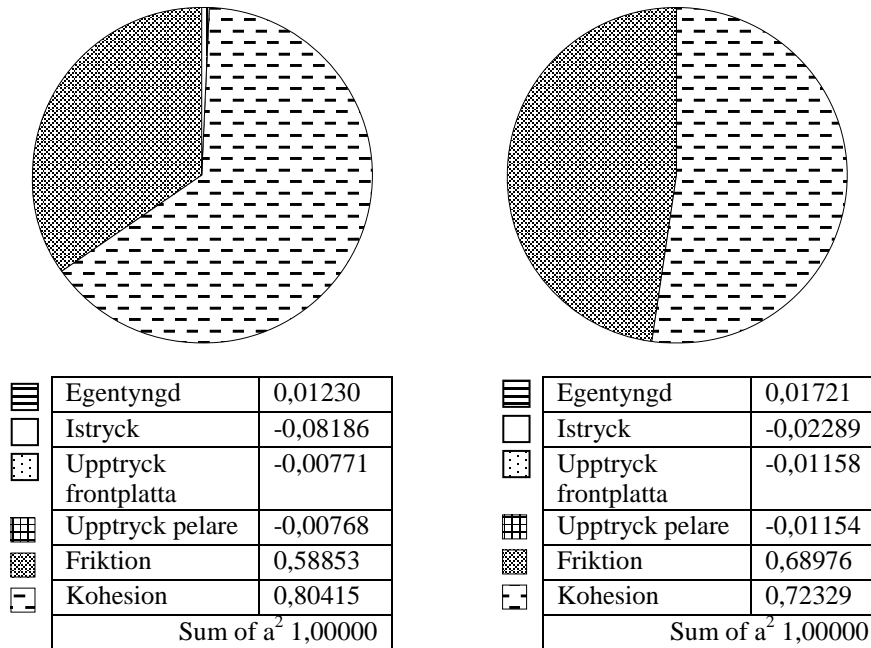 Egentyngd 0,01230
Istryck -0,08186
Upptryck -0,00771
frontplatta
Upptryck pelare -0,00768
Friktion 0,58853
Kohesion 0,80415
Sum of a² 1,00000
Egentyngd 0,01721
Istryck -0,02289
Upptryck -0,01158
frontplatta
Upptryck pelare -0,01154
Friktion 0,68976
Kohesion 0,72329
Sum of a² 1,00000